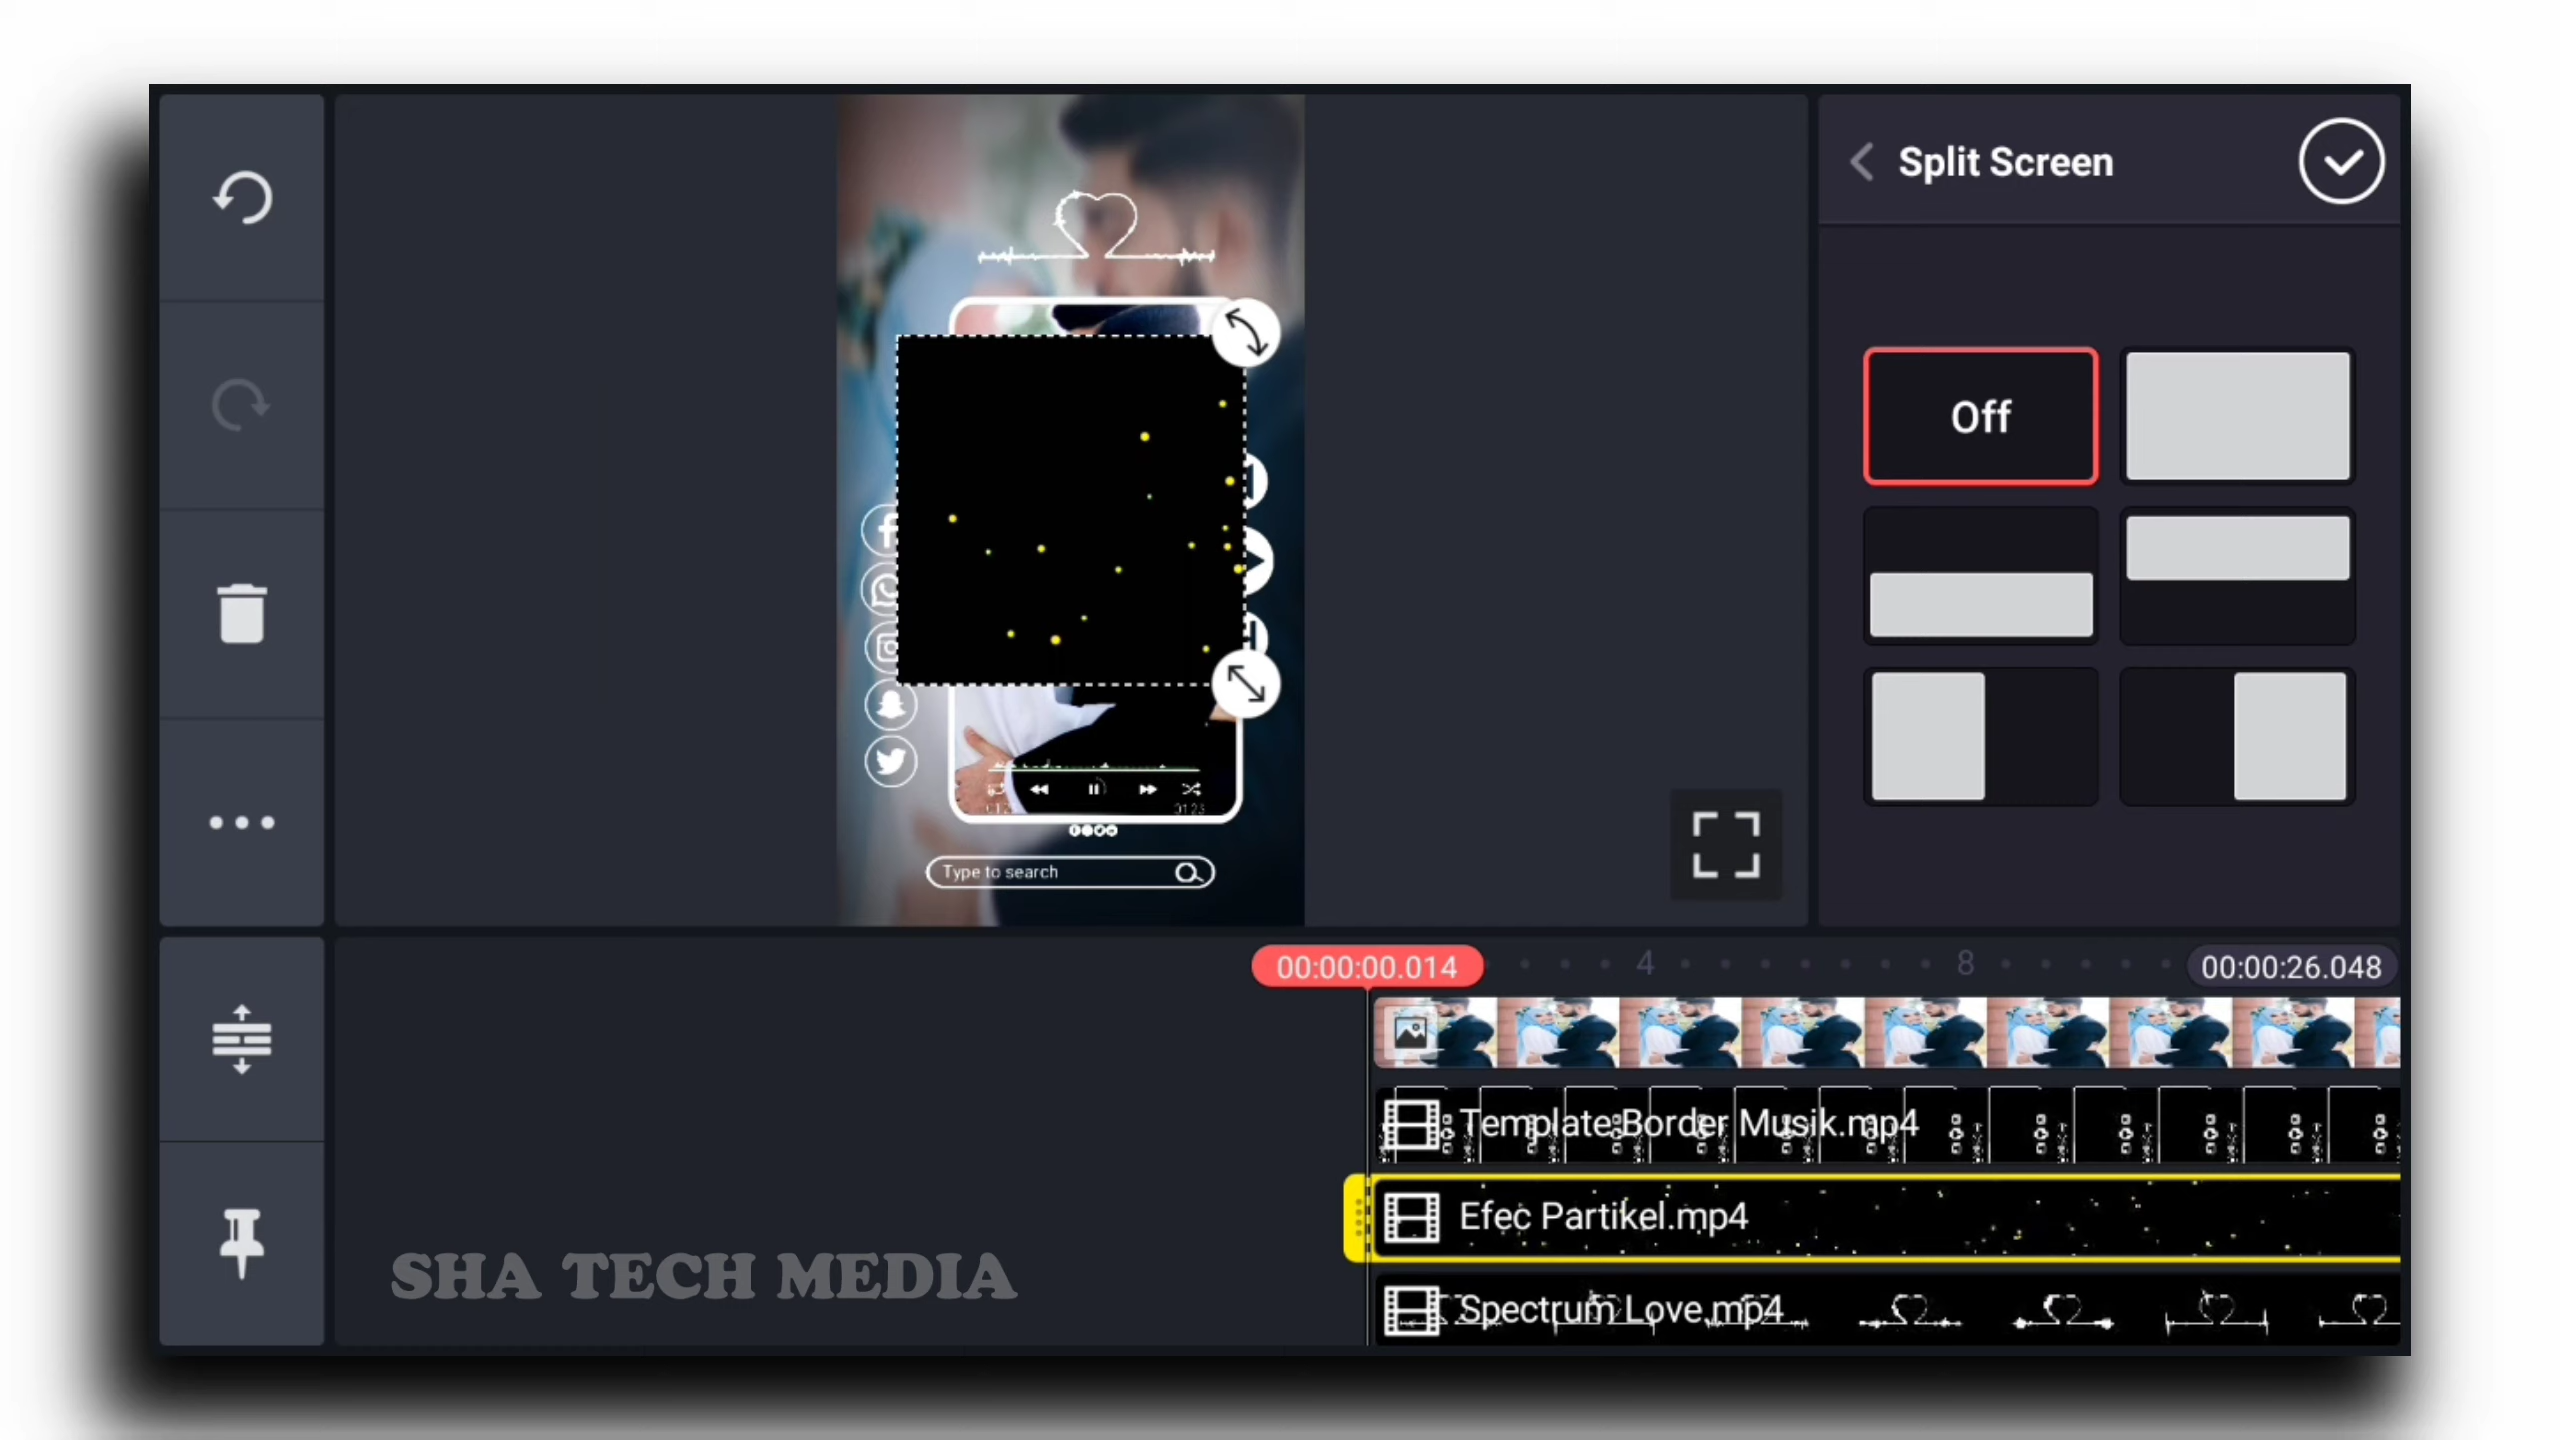 Split Screen
Off
Type to search
00:00:00.014
4
8
00:00:26.048
Template Border Musik.mp4
Efec Partikel.mp4
Spectrum Love.mp4
SHA TECH MEDIA